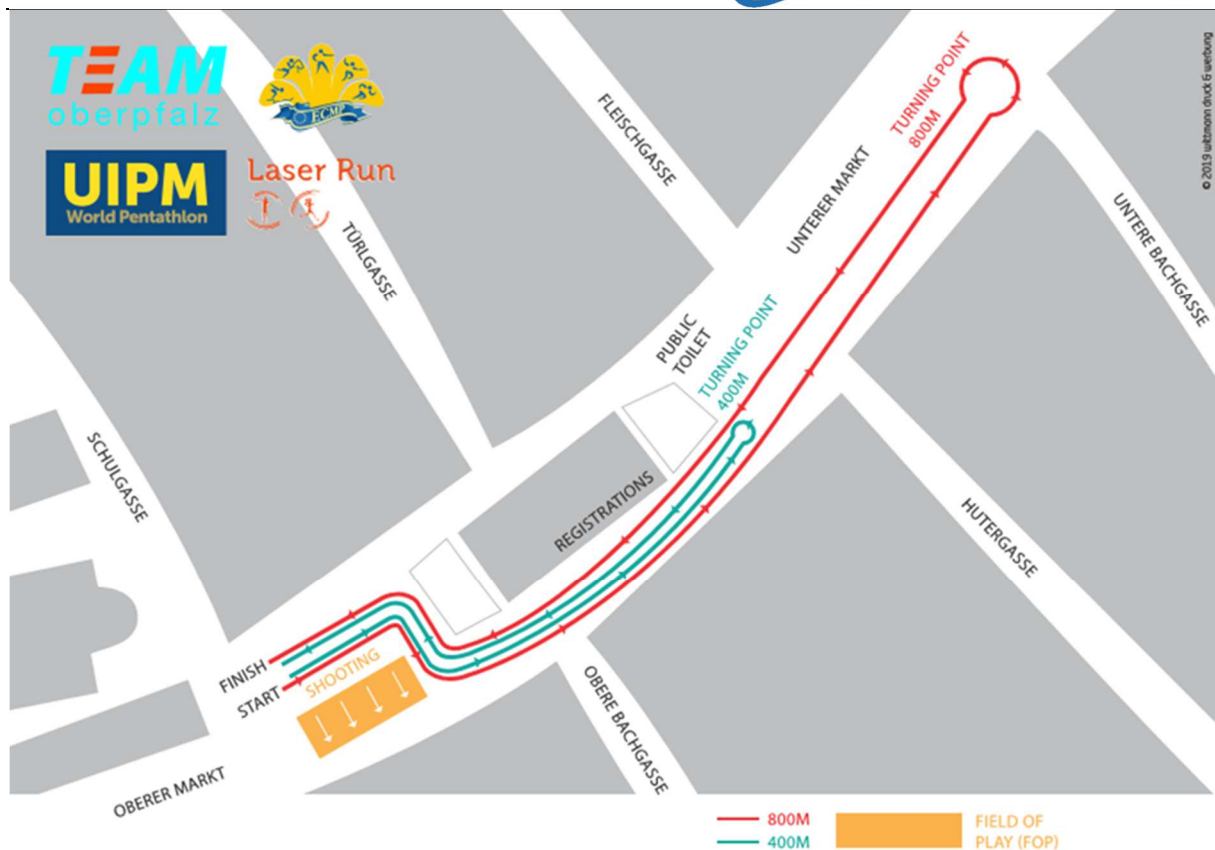 TEAM
oberpfalz
ECMP
UIPM
World Pentathlon
Laser Run
TÜRLGASSE
FLEISCHGASSE
TURNING POINT
800M
© 2019 wittmann druck & werbung
UNTERER MARKT
UNTERE BACHGASSE
PUBLIC
TOILET
TURNING POINT
400M
SCHULGASSE
REGISTRATIONS
HUTERGASSE
FINISH
START
SHOOTING
OBERE BACHGASSE
OBERER MARKT
800M
400M
FIELD OF
PLAY (FOP)